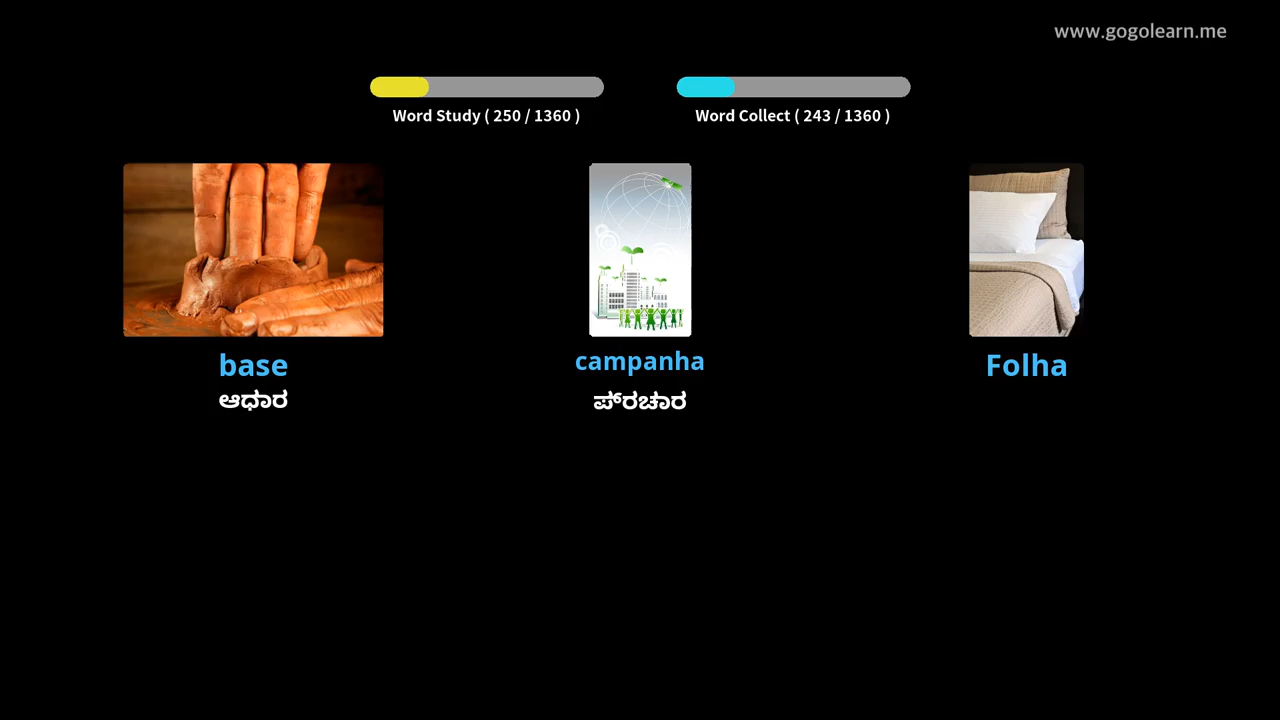 www.gogolearn.me
Word Study ( 250 / 1360 )
Word Collect ( 243 / 1360 )
base
campanha
Folha
ಆಧಾರ
ಪ್ರಚಾರ